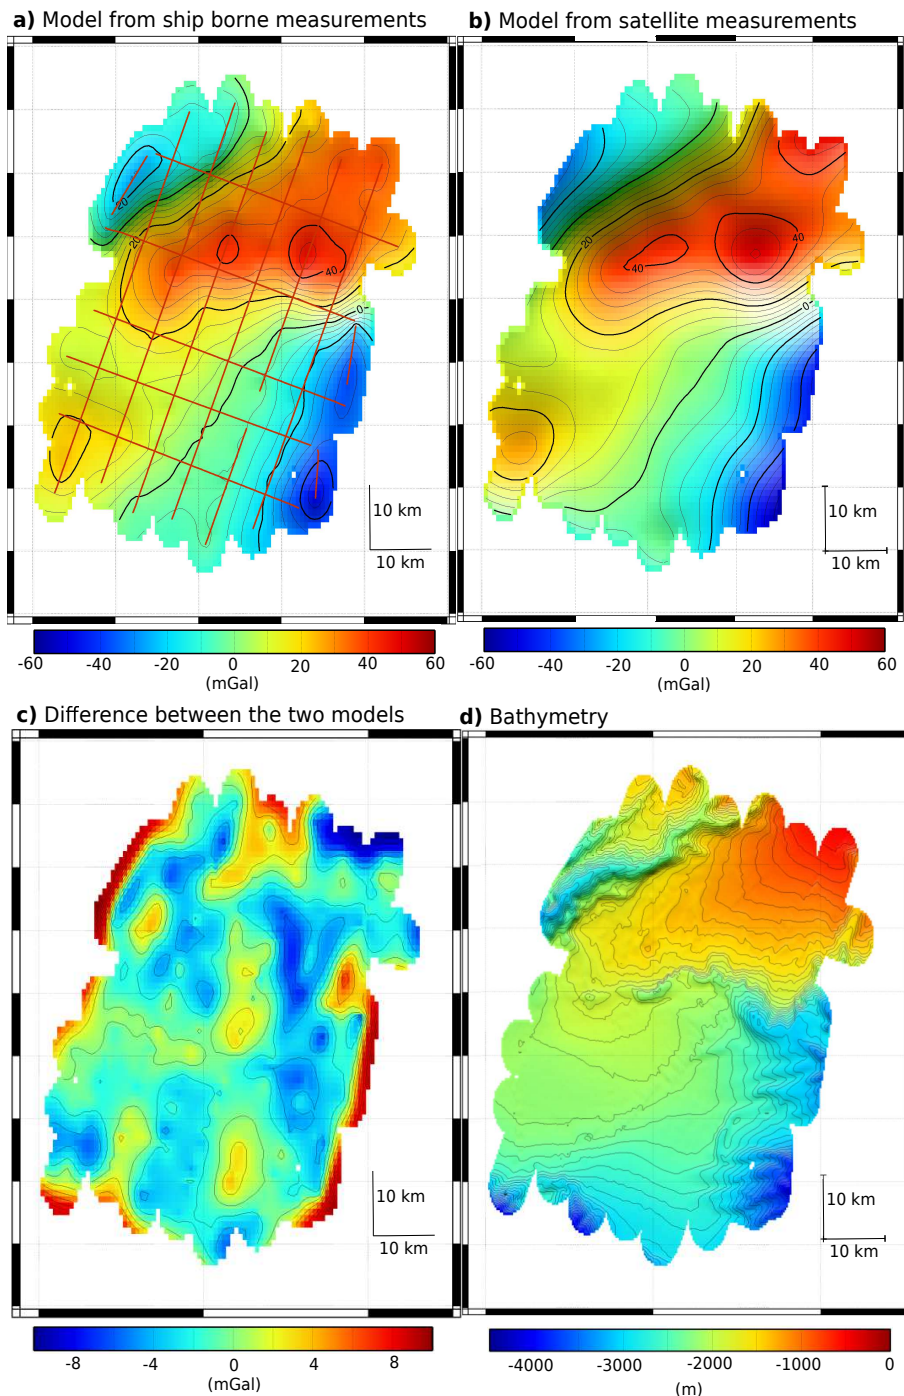 a) Model from ship borne measurements
b) Model from satellite measurements
20
20
40
0
10 km
10 km
20
40
40
0
10 km
10 km
-60 -40 -20 0 20 40 60
(mGal)
-60 -40 -20 0 20 40 60
(mGal)
c) Difference between the two models
d) Bathymetry
10 km
10 km
10 km
10 km
-8 -4 0 4 8
(mGal)
-4000 -3000 -2000 -1000 0
(m)